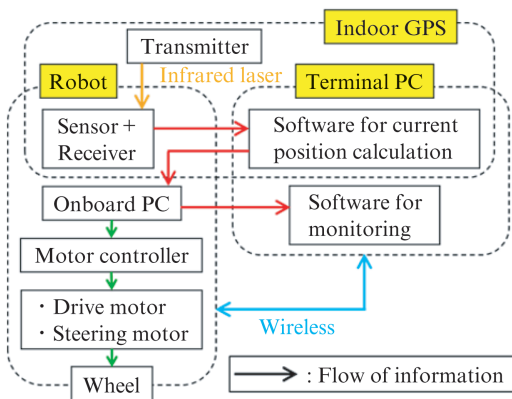 Indoor GPS
Transmitter
Infrared laser
Robot
Terminal PC
Sensor +
Receiver
Software for current
position calculation
Onboard PC
Software for
monitoring
Motor controller
・Drive motor
・Steering motor
Wireless
Wheel
: Flow of information